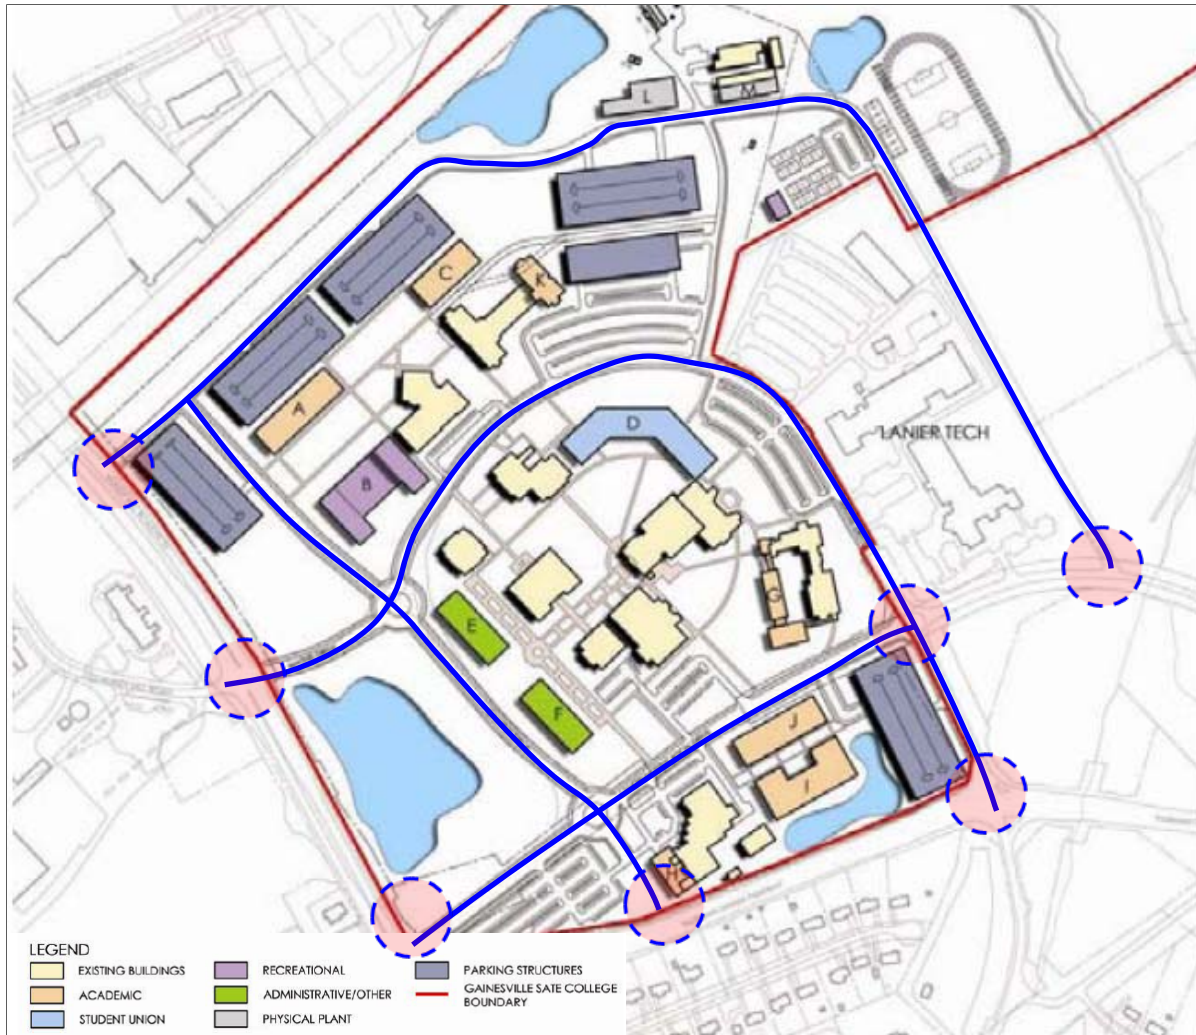 L
M
K
C
A
D
LANIER TECH
B
G
E
F
J
I
H
LEGEND
EXISTING BUILDINGS
RECREATIONAL
PARKING STRUCTURES
ACADEMIC
ADMINISTRATIVE/OTHER
GAINESVILLE SATE COLLEGE
BOUNDARY
STUDENT UNION
PHYSICAL PLANT